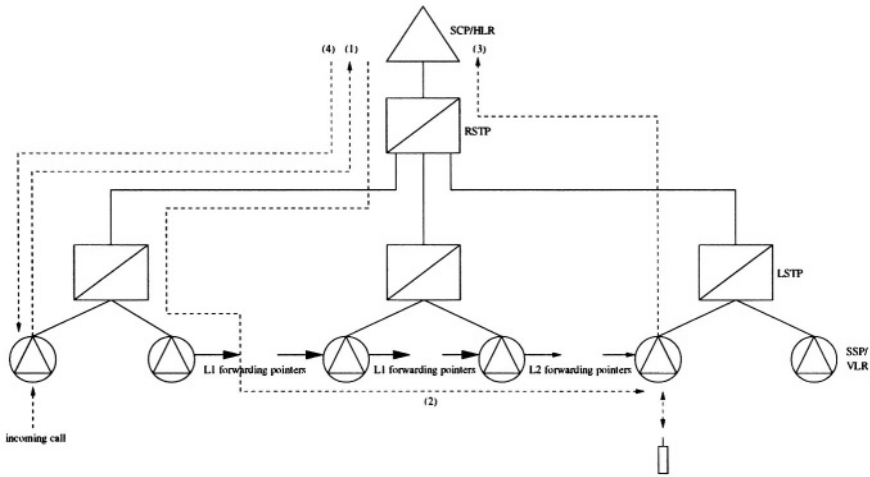 SCP/HLR
(4) (1) (3)
RSTP
LSTP
SSP/
VLR
L1 forwarding pointers L1 forwarding pointers L2 forwarding pointers
(2)
incoming call